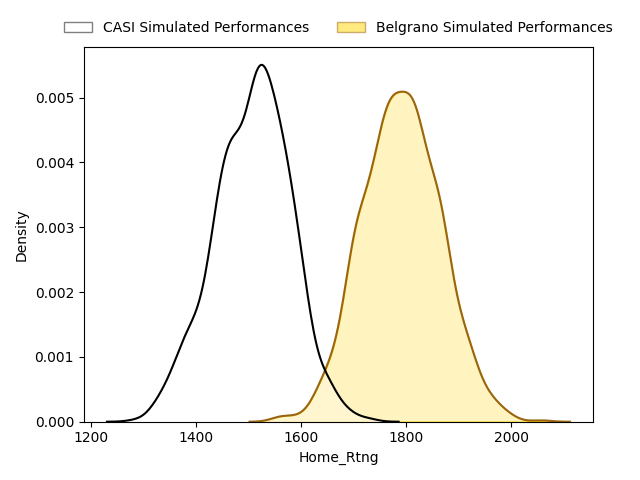 CASI Simulated Performances
Belgrano Simulated Performances
0.005
0.004
0.003
0.002
0.001
0.000
Density
1200 1400 1600 1800 2000
Home_Rtng